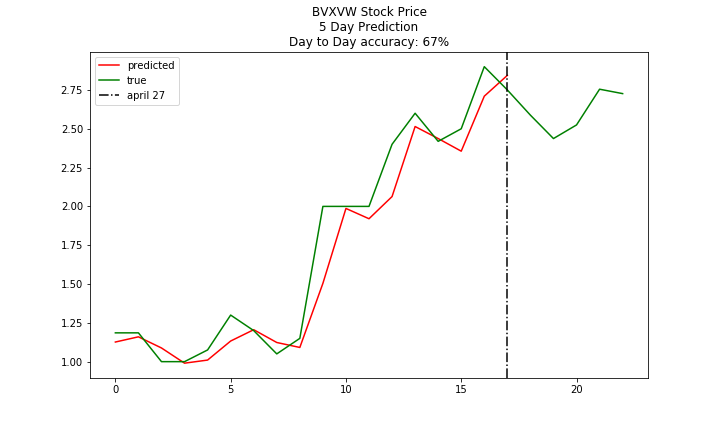 BVXVW Stock Price
5 Day Prediction
Day to Day accuracy: 67%
predicted
true
april 27
2.75
2.50
2.25
2.00
1.75
1.50
1.25
1.00
0 5 10 15 20